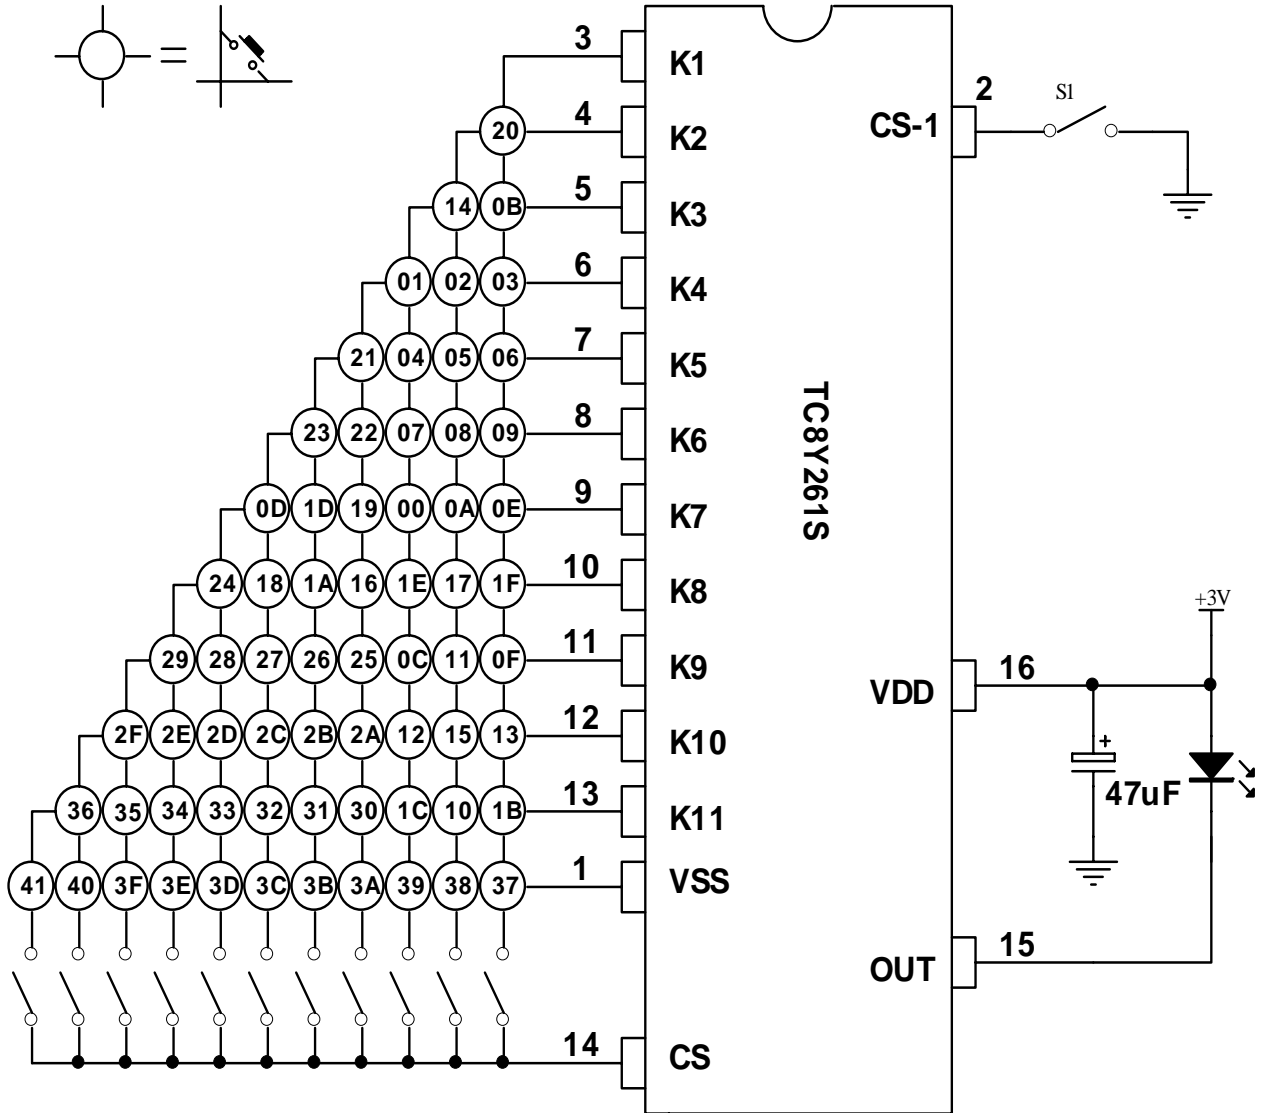 3 K1
2 S1
CS-1
20 4 K2
14 0B 5 K3
01 02 03 6 K4
21 04 05 06 7 K5
TC8Y261S
23 22 07 08 09 8 K6
0D 1D 19 00 0A 0E 9 K7
24 18 1A 16 1E 17 1F 10 K8
+3V
29 28 27 26 25 0C 11 0F 11 K9
VDD 16
2F 2E 2D 2C 2B 2A 12 15 13 12 K10
+
47uF
36 35 34 33 32 31 30 1C 10 1B 13 K11
41 40 3F 3E 3D 3C 3B 3A 39 38 37 1 VSS
OUT 15
14 CS